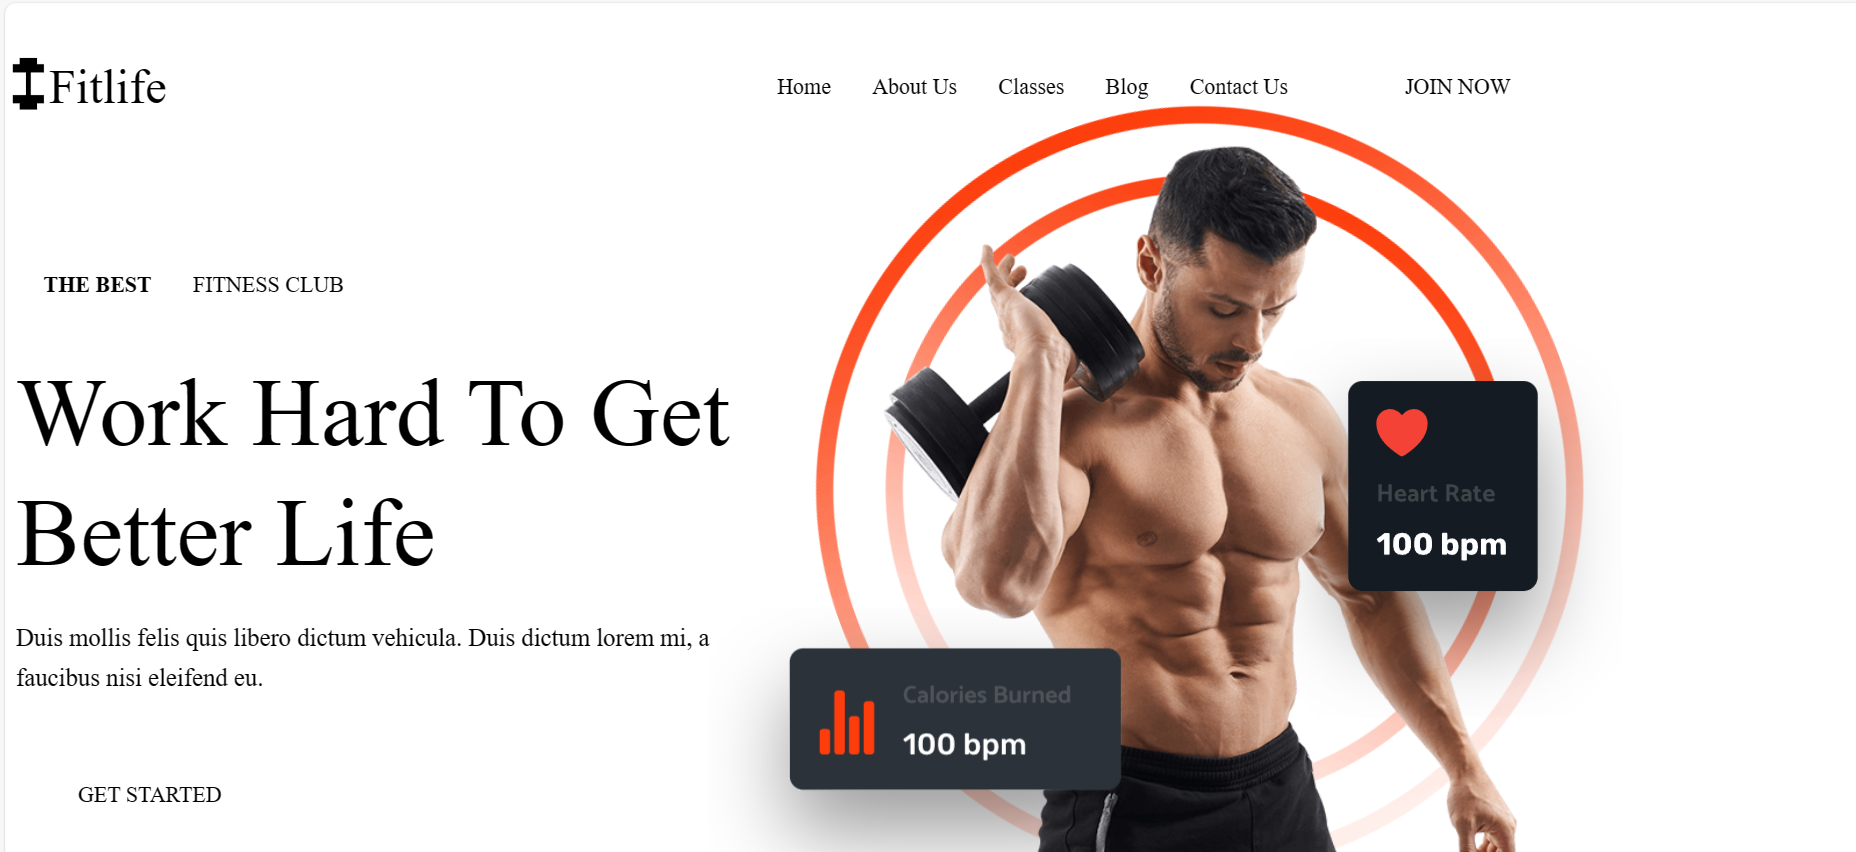 Fitlife
Home About Us Classes Blog Contact Us JOIN NOW
THE BEST FITNESS CLUB
Work Hard To Get
Better Life
Duis mollis felis quis libero dictum vehicula. Duis dictum lorem mi, a
faucibus nisi eleifend eu.
GET STARTED
Heart Rate
100 bpm
Calories Burned
100 bpm